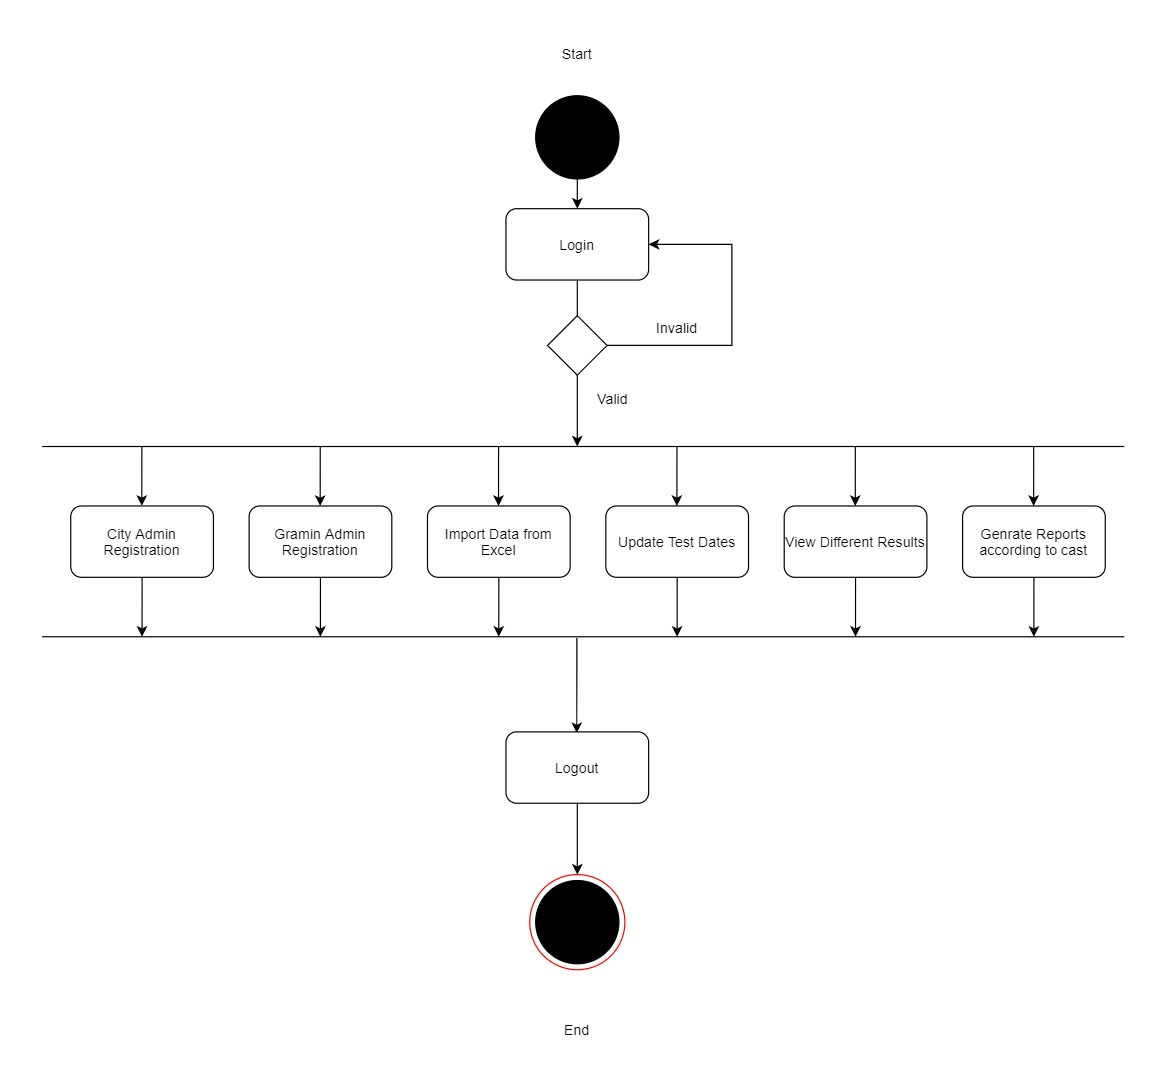 Start
Login
Invalid
Valid
City Admin
Registration
Gramin Admin
Registration
Import Data from
Excel
Update Test Dates
View Different Results
Genrate Reports
according to cast
Logout
End